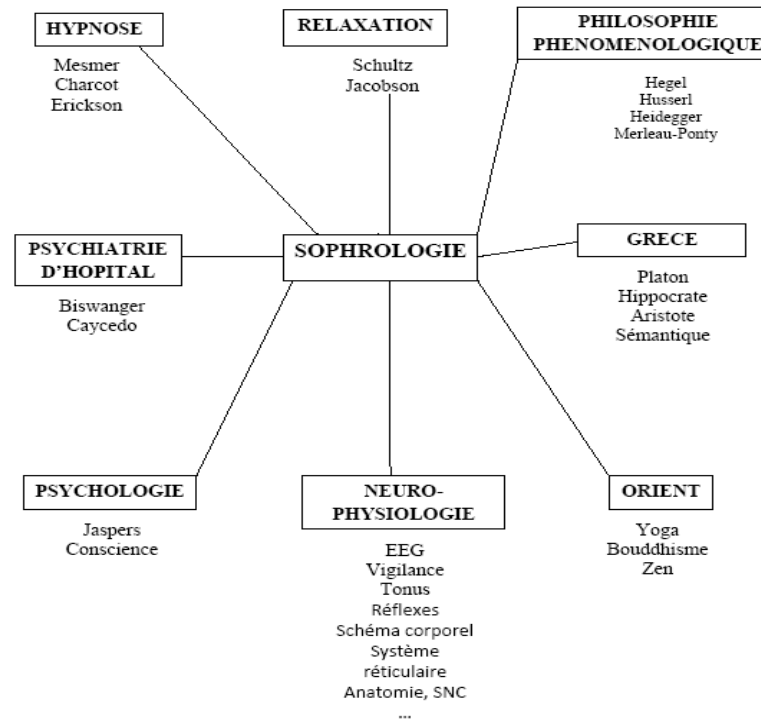 HYPNOSE
Mesmer
Charcot
Erickson
RELAXATION
Schultz
Jacobson
PHILOSOPHIE
PHENOMENOLOGIQUE
Hegel
Husserl
Heidegger
Merleau-Ponty
PSYCHIATRIE
D'HOPITAL
Biswanger
Caycedo
SOPHROLOGIE
GRECE
Platon
Hippocrate
Aristote
Sémantique
PSYCHOLOGIE
Jaspers
Conscience
NEURO-
PHYSIOLOGIE
EEG
Vigilance
Tonus
Réflexes
Schéma corporel
Système
réticulaire
Anatomie, SNC
...
ORIENT
Yoga
Bouddhisme
Zen